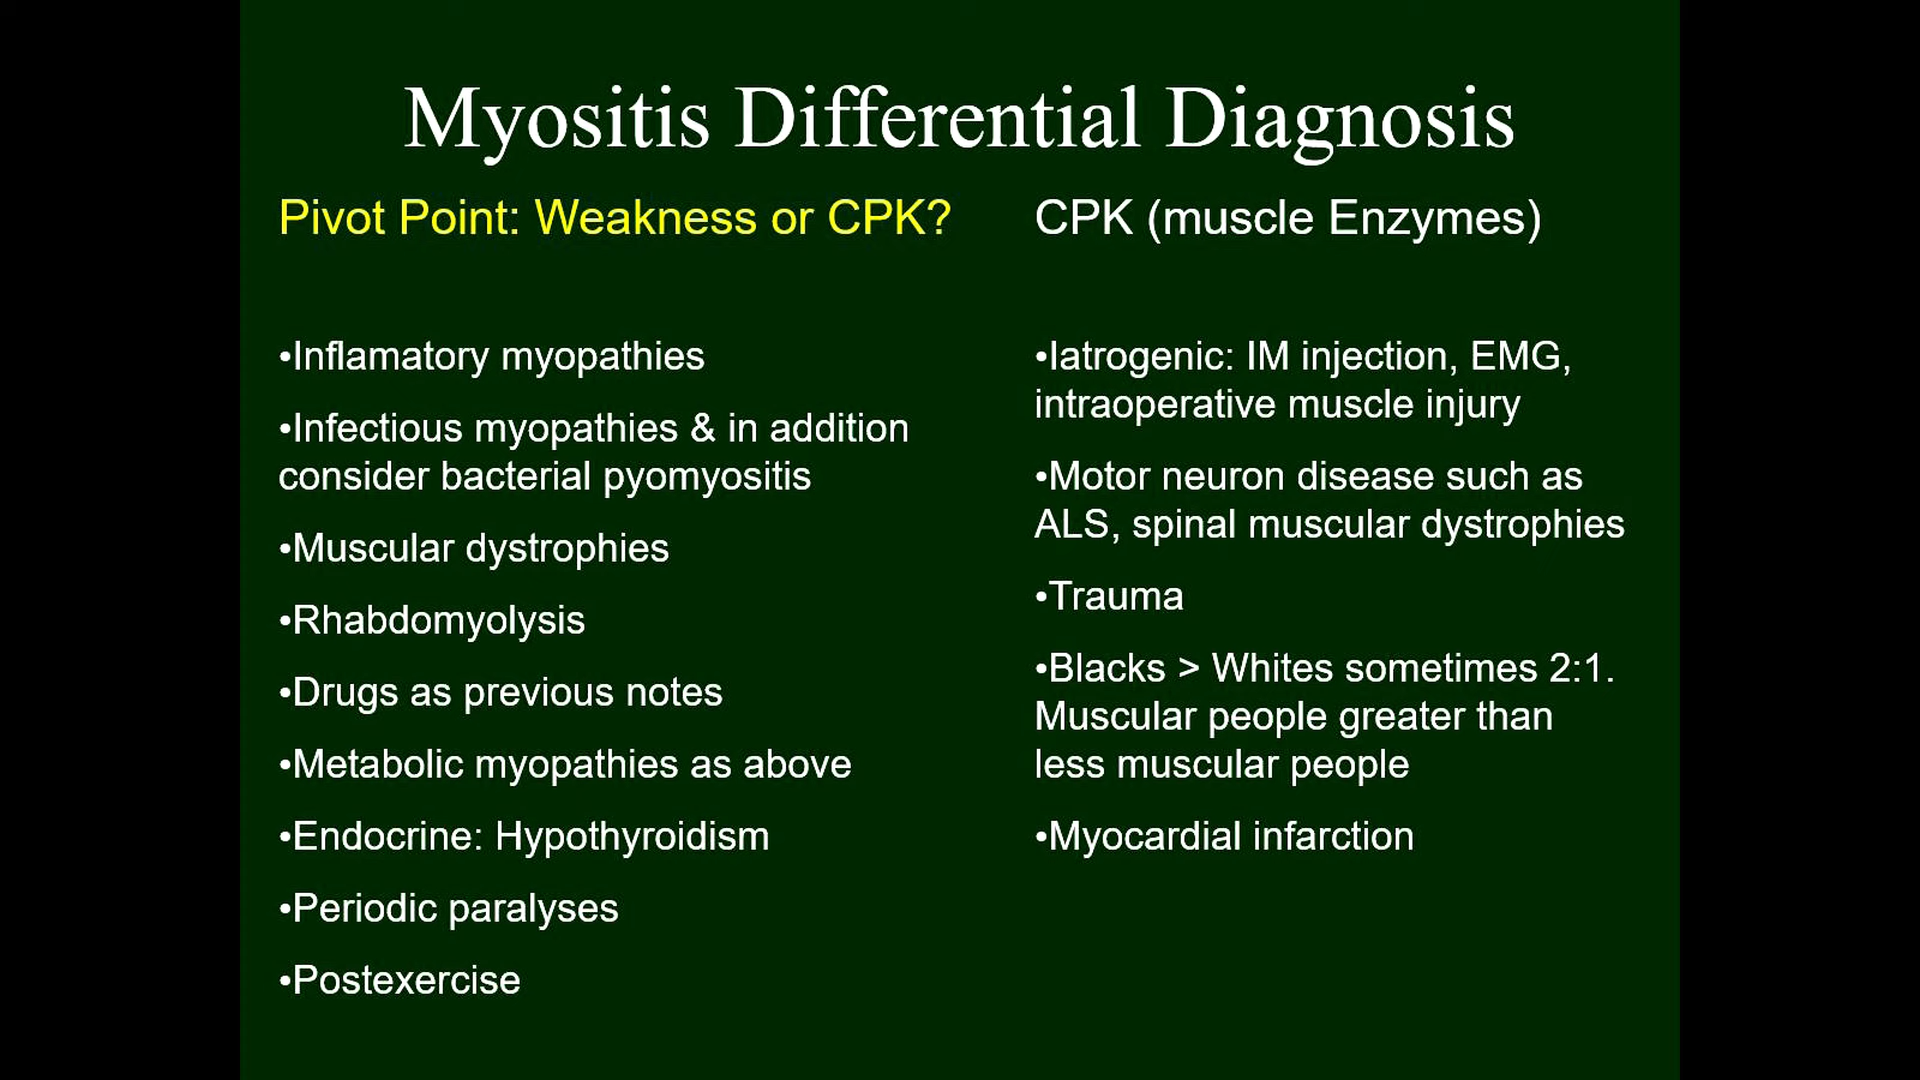 Myositis Differential Diagnosis
Pivot Point: Weakness or CPK?
•Inflamatory myopathies
•Infectious myopathies & in addition
consider bacterial pyomyositis
•Muscular dystrophies
•Rhabdomyolysis
•Drugs as previous notes
•Metabolic myopathies as above
•Endocrine: Hypothyroidism
•Periodic paralyses
•Postexercise
CPK (muscle Enzymes)
•Iatrogenic: IM injection, EMG,
intraoperative muscle injury
•Motor neuron disease such as
ALS, spinal muscular dystrophies
•Trauma
•Blacks > Whites sometimes 2:1.
Muscular people greater than
less muscular people
•Myocardial infarction